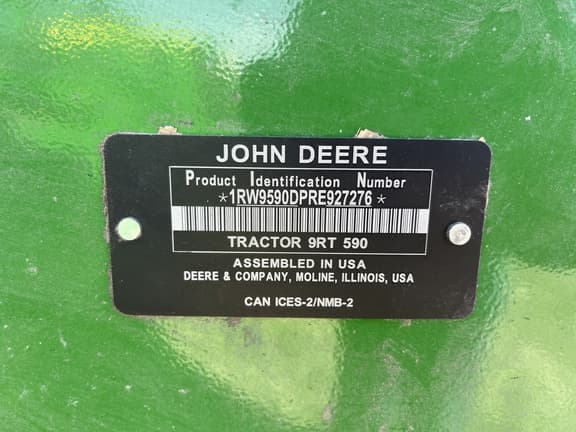 JOHN DEERE
Product Identification Number
*1RW9590DPRE927276*
TRACTOR 9RT 590
ASSEMBLED IN USA
DEERE & COMPANY, MOLINE, ILLINOIS, USA
CAN ICES-2/NMB-2